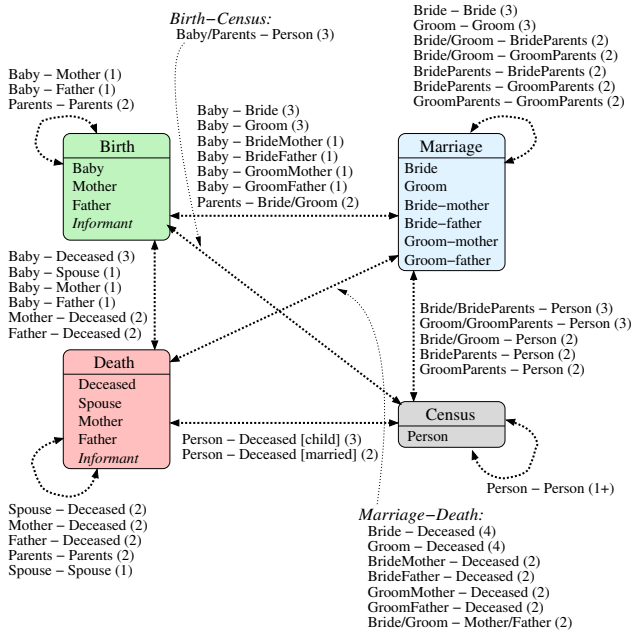 Birth−Census:
Baby/Parents − Person (3)
Bride − Bride (3)
Groom − Groom (3)
Bride/Groom − BrideParents (2)
Bride/Groom − GroomParents (2)
BrideParents − BrideParents (2)
BrideParents − GroomParents (2)
GroomParents − GroomParents (2)
Baby − Mother (1)
Baby − Father (1)
Parents − Parents (2)
Baby − Bride (3)
Baby − Groom (3)
Baby − BrideMother (1)
Baby − BrideFather (1)
Baby − GroomMother (1)
Baby − GroomFather (1)
Parents − Bride/Groom (2)
Birth
Baby
Mother
Father
Informant
Marriage
Bride
Groom
Bride−mother
Bride−father
Groom−mother
Groom−father
Baby − Deceased (3)
Baby − Spouse (1)
Baby − Mother (1)
Baby − Father (1)
Mother − Deceased (2)
Father − Deceased (2)
Bride/BrideParents − Person (3)
Groom/GroomParents − Person (3)
Bride/Groom − Person (2)
BrideParents − Person (2)
GroomParents − Person (2)
Death
Deceased
Spouse
Mother
Father
Informant
Census
Person
Person − Deceased [child] (3)
Person − Deceased [married] (2)
Person − Person (1+)
Spouse − Deceased (2)
Mother − Deceased (2)
Father − Deceased (2)
Parents − Parents (2)
Spouse − Spouse (1)
Marriage−Death:
Bride − Deceased (4)
Groom − Deceased (4)
BrideMother − Deceased (2)
BrideFather − Deceased (2)
GroomMother − Deceased (2)
GroomFather − Deceased (2)
Bride/Groom − Mother/Father (2)